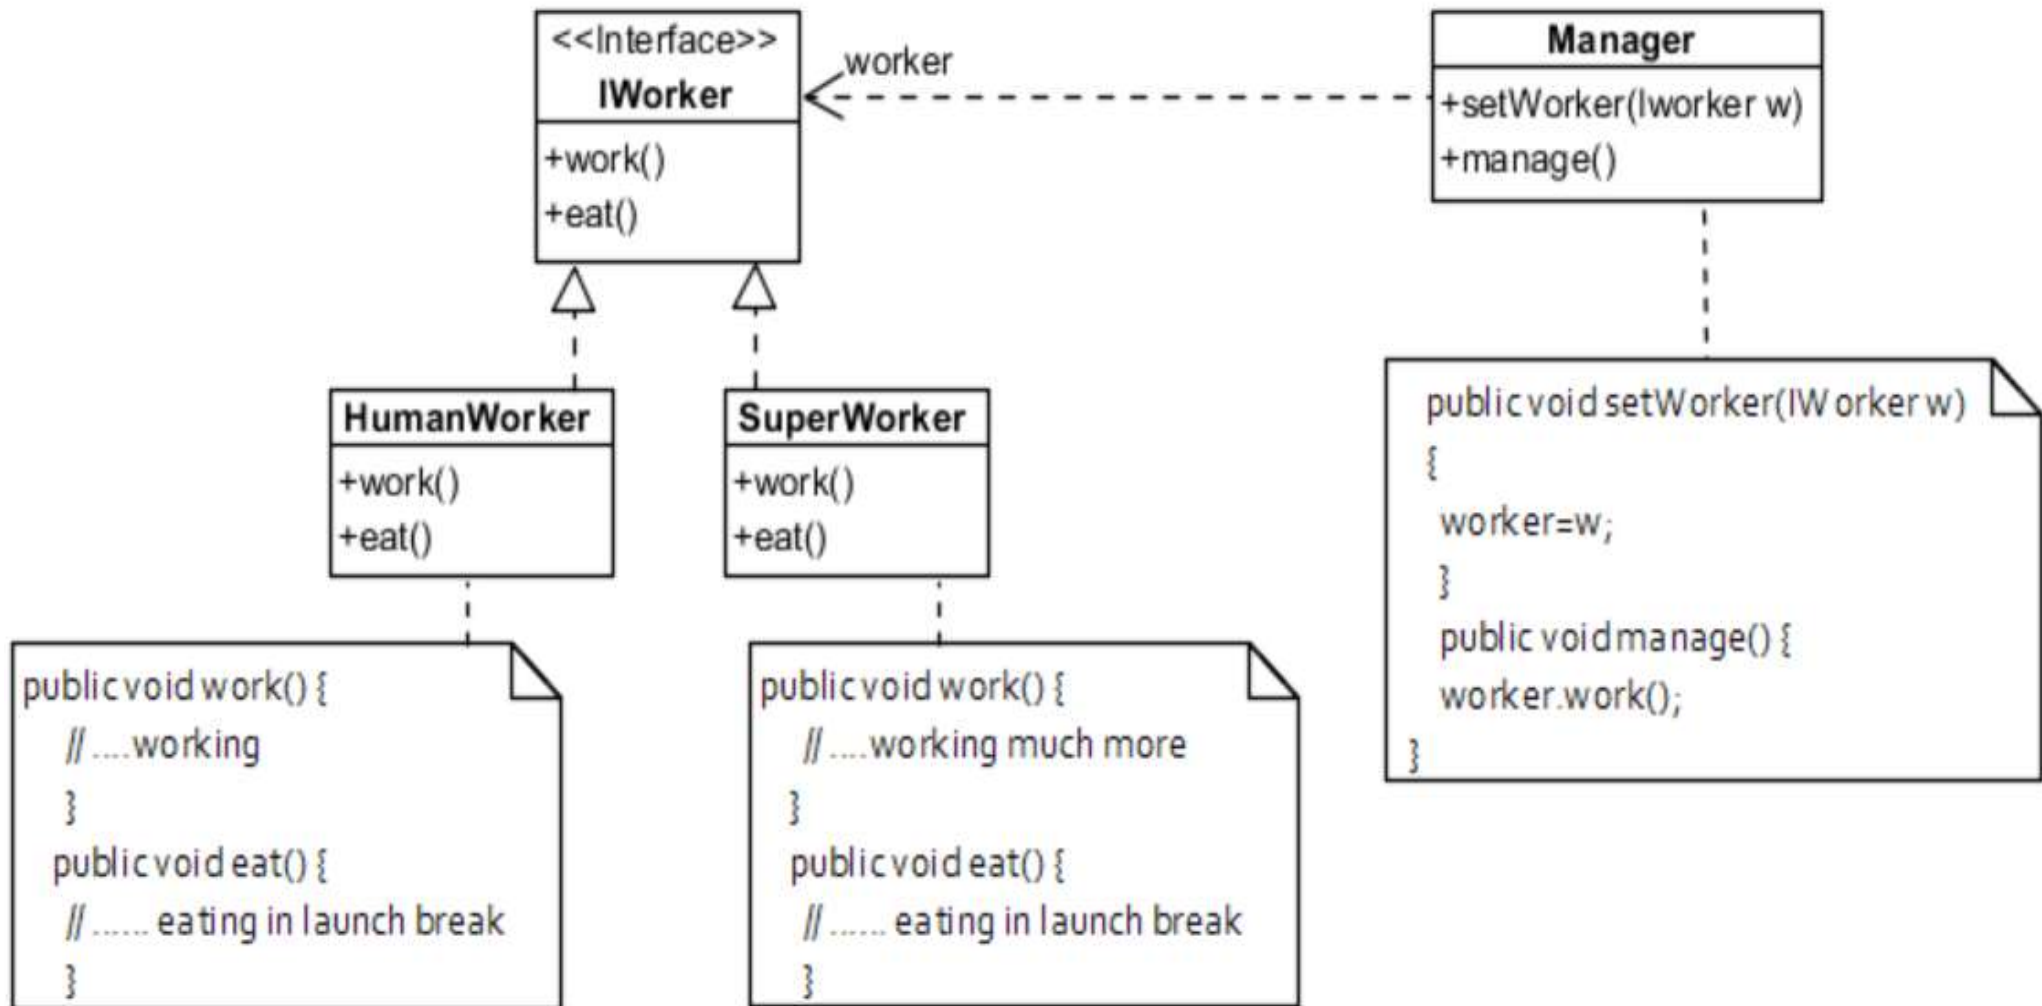 <<Interface>>
IWorker
+work()
+eat()
worker
Manager
+setWorker(Iworker w)
+manage()
HumanWorker
+work()
+eat()
SuperWorker
+work()
+eat()
public void work() {
// ....working
}
public void eat() {
// ...... eating in launch break
}
public void work() {
// ....working much more
}
public void eat() {
// ...... eating in launch break
}
public void setWorker(IWorker w)
{
worker=w;
}
public void manage() {
worker.work();
}